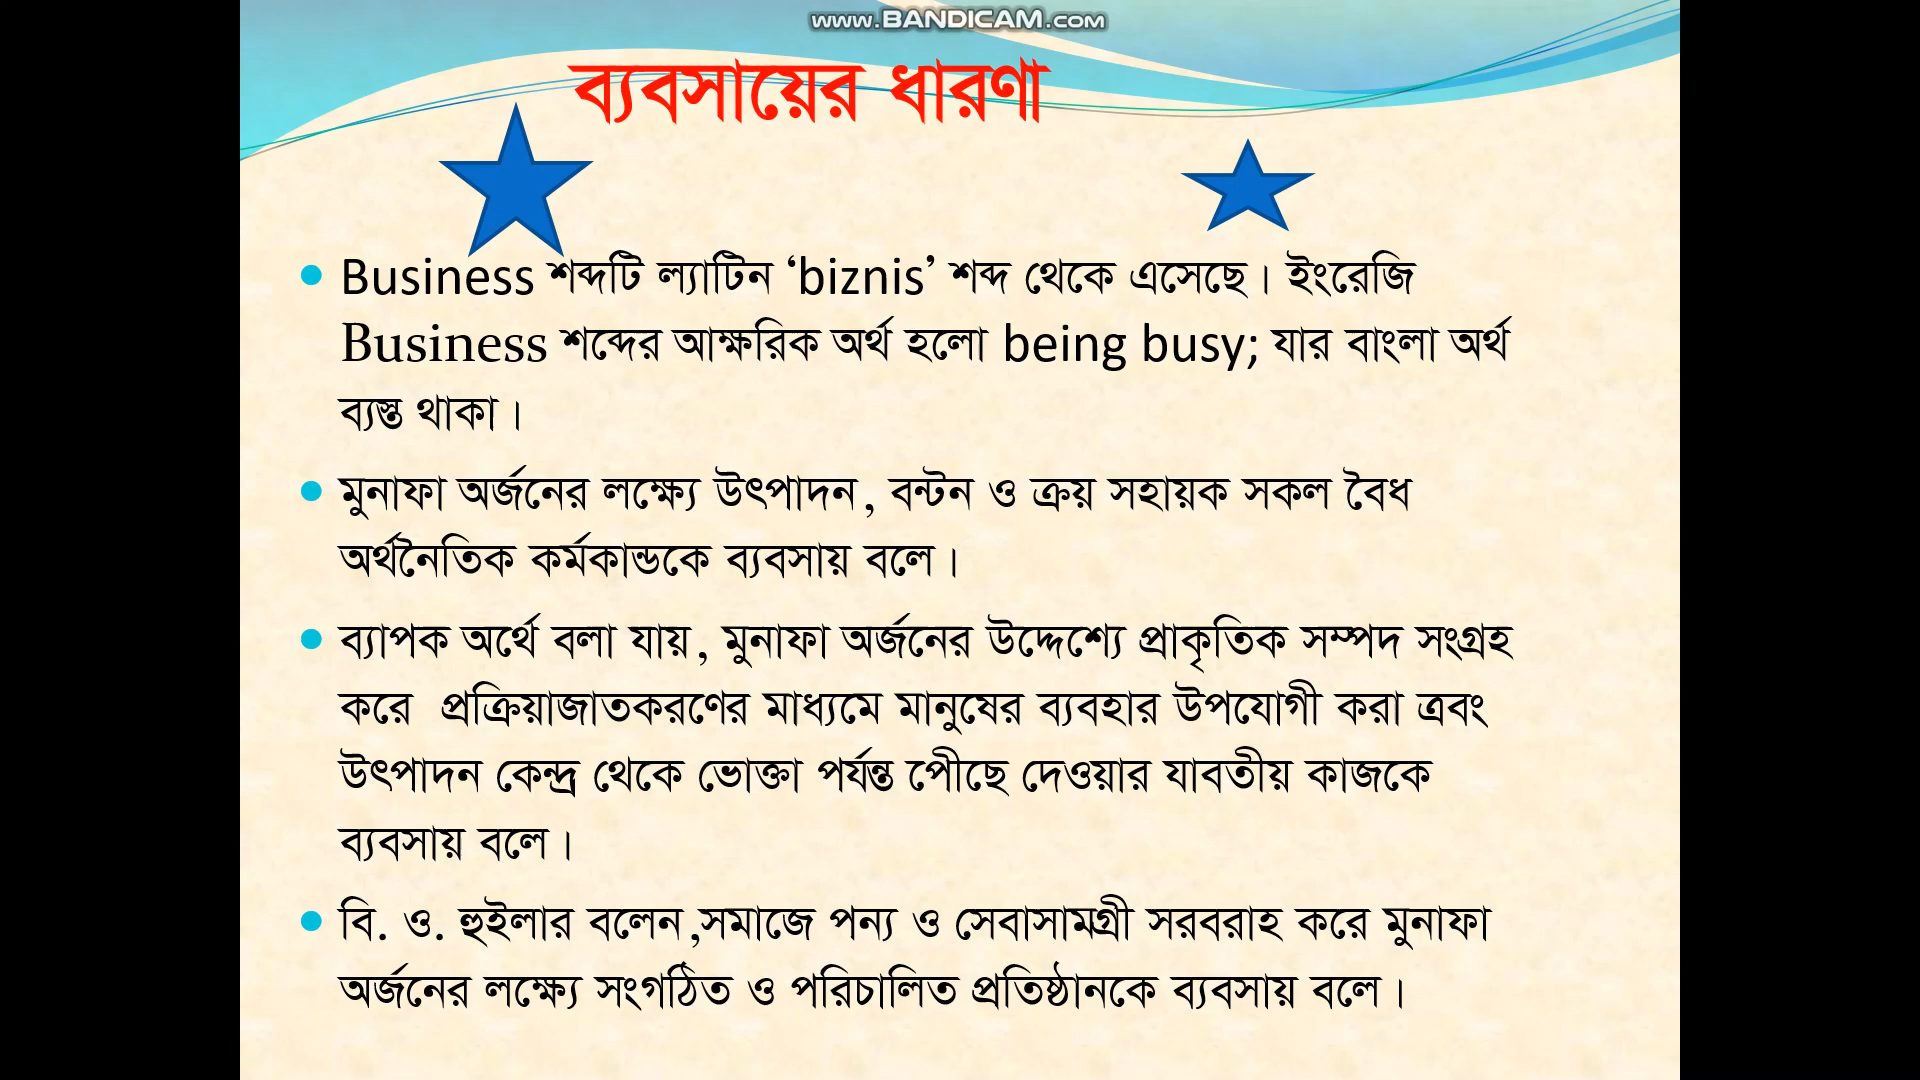 www.BANDICAM.com
ব্যবসায়ের ধারণা
Business শব্দটি ল্যাটিন ‘biznis’ শব্দ থেকে এসেছে। ইংরেজি
Business শব্দের আক্ষরিক অর্থ হলো being busy; যার বাংলা অর্থ
ব্যস্ত থাকা।
মুনাফা অর্জনের লক্ষ্যে উৎপাদন, বন্টন ও ক্রয় সহায়ক সকল বৈধ
অর্থনৈতিক কর্মকান্ডকে ব্যবসায় বলে।
ব্যাপক অর্থে বলা যায়, মুনাফা অর্জনের উদ্দেশ্যে প্রাকৃতিক সম্পদ সংগ্রহ
করে প্রক্রিয়াজাতকরণের মাধ্যমে মানুষের ব্যবহার উপযোগী করা ত্রবং
উৎপাদন কেন্দ্র থেকে ভোক্তা পর্যন্ত পৌছে দেওয়ার যাবতীয় কাজকে
ব্যবসায় বলে।
বি. ও. হুইলার বলেন,সমাজে পন্য ও সেবাসামগ্রী সরবরাহ করে মুনাফা
অর্জনের লক্ষ্যে সংগঠিত ও পরিচালিত প্রতিষ্ঠানকে ব্যবসায় বলে।